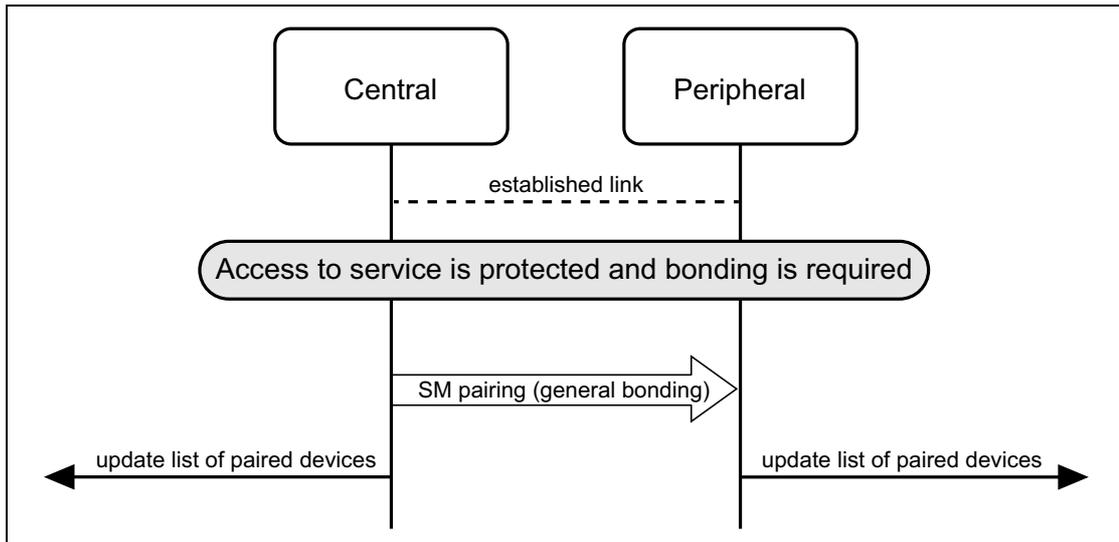 Central
Peripheral
established link
Access to service is protected and bonding is required
SM pairing (general bonding)
update list of paired devices
update list of paired devices